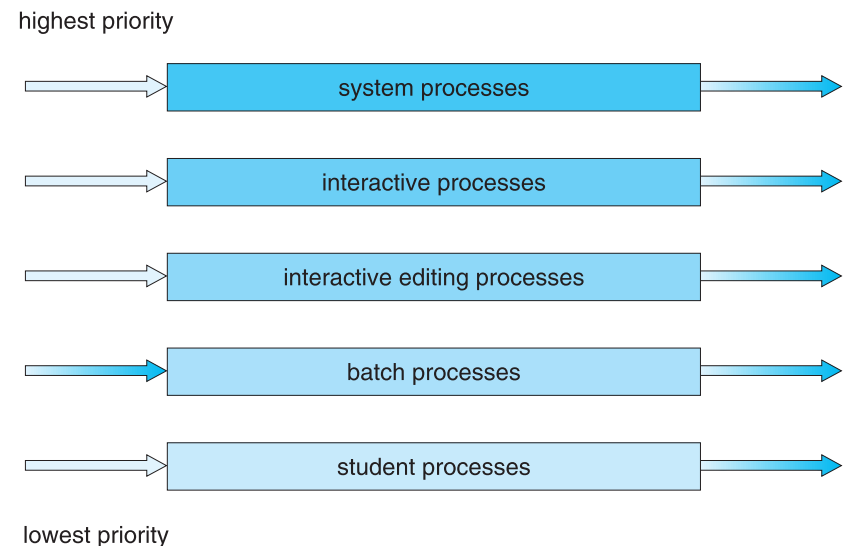 highest priority
system processes
interactive processes
interactive editing processes
batch processes
student processes
lowest priority